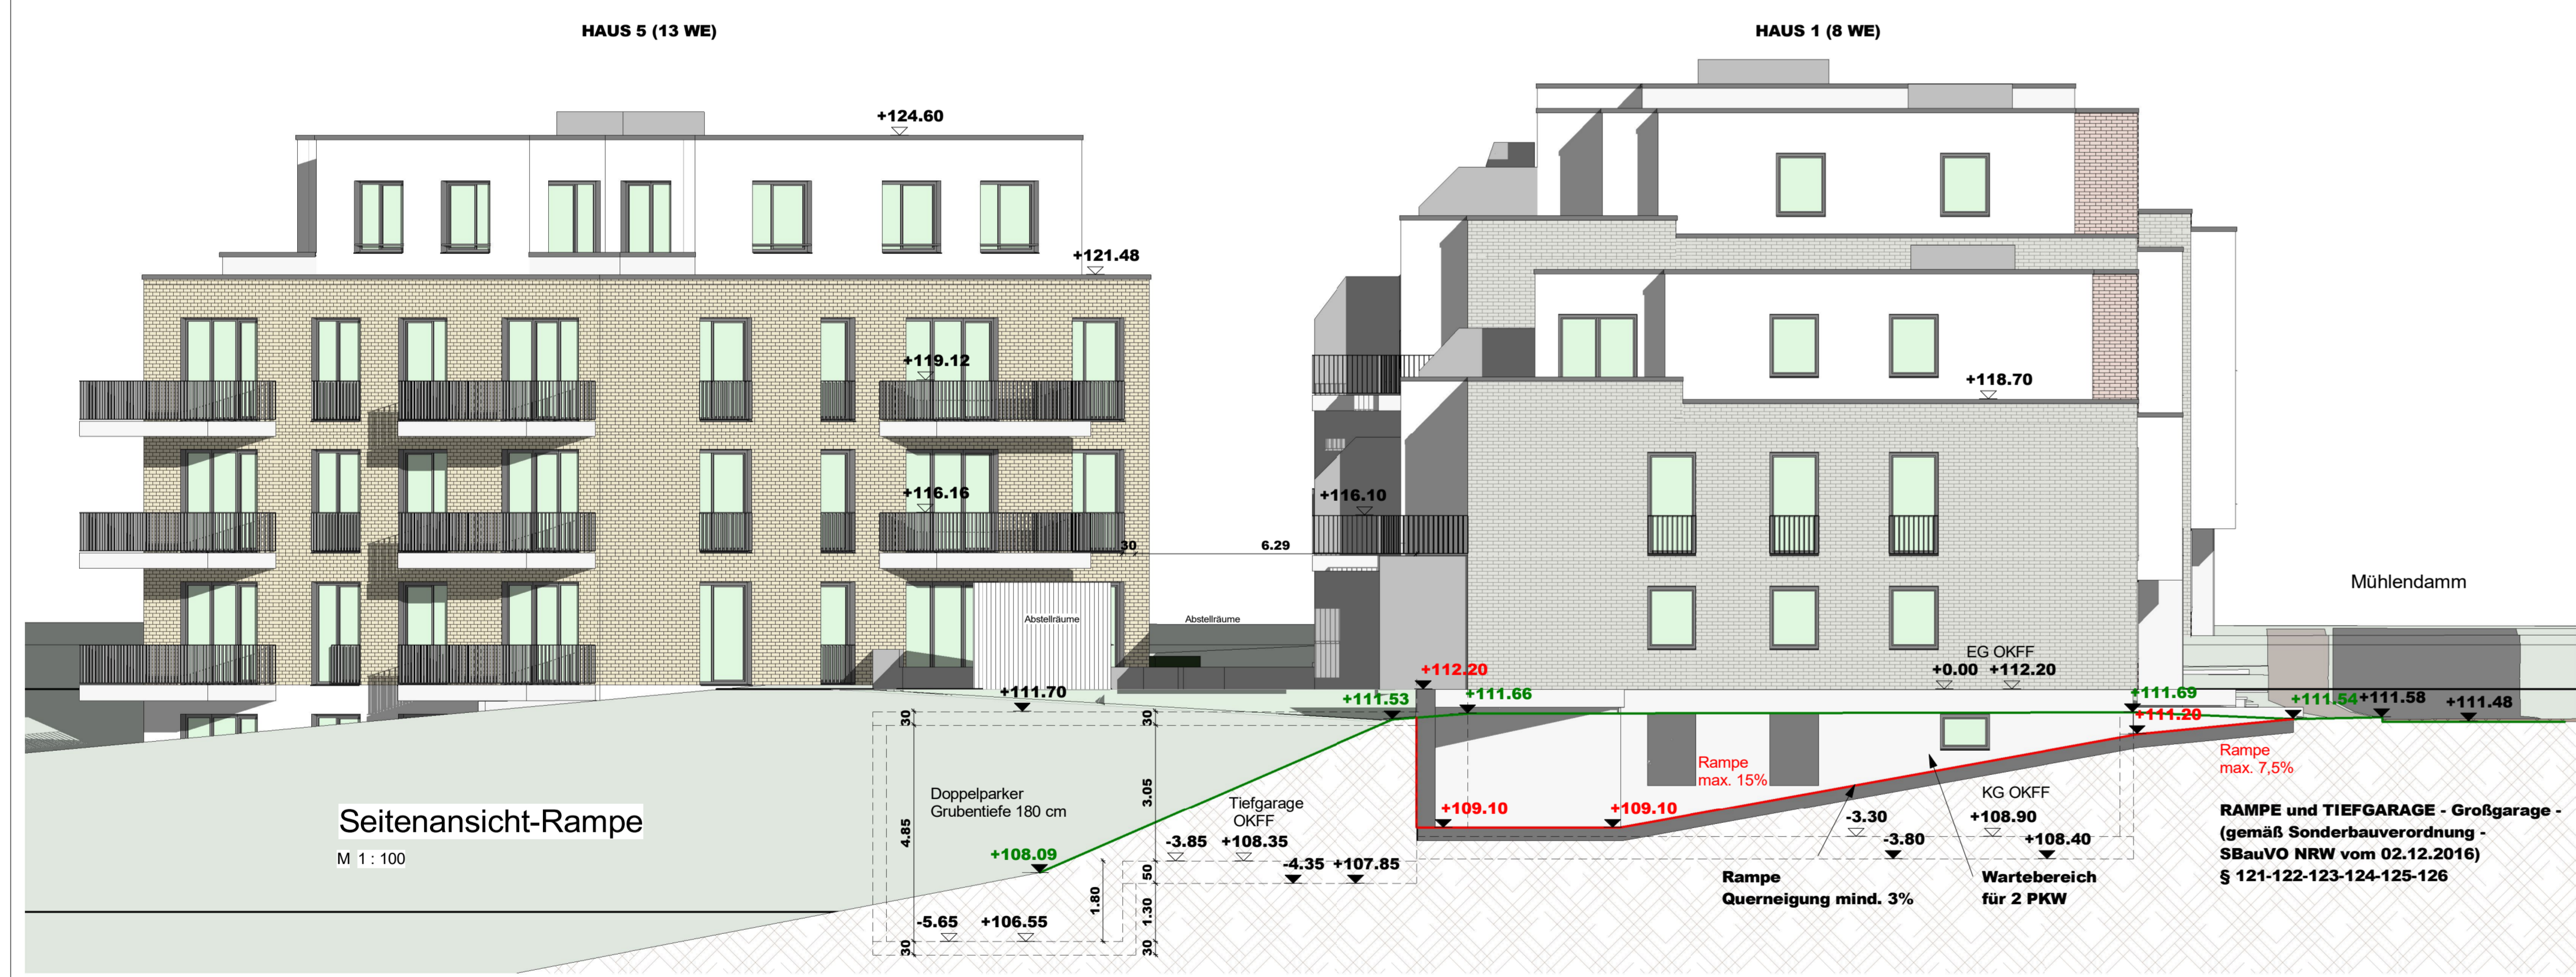 HAUS 5 (13 WE)
HAUS 1 (8 WE)
+124.60
+121.48
+119.12
+118.70
+116.16
+116.10
30
6.29
Mühlendamm
Abstellräume
Abstellräume
EG OKFF
+0.00 +112.20
+112.20
+111.70
+111.53
+111.66
+111.69
+111.20
+111.54
+111.58
+111.48
30
30
Rampe
max. 15%
Rampe
max. 7,5%
Doppelparker
Grubentiefe 180 cm
4.85
3.05
Tiefgarage
OKFF
-3.85 +108.35
-4.35 +107.85
+109.10
+109.10
KG OKFF
-3.30
+108.90
-3.80
+108.40
Seitenansicht-Rampe
M 1 : 100
+108.09
50
1.80
1.30
-5.65 +106.55
30
30
Rampe
Querneigung mind. 3%
Wartebereich
für 2 PKW
RAMPE und TIEFGARAGE - Großgarage -
(gemäß Sonderbauverordnung -
SBauVO NRW vom 02.12.2016)
§ 121-122-123-124-125-126